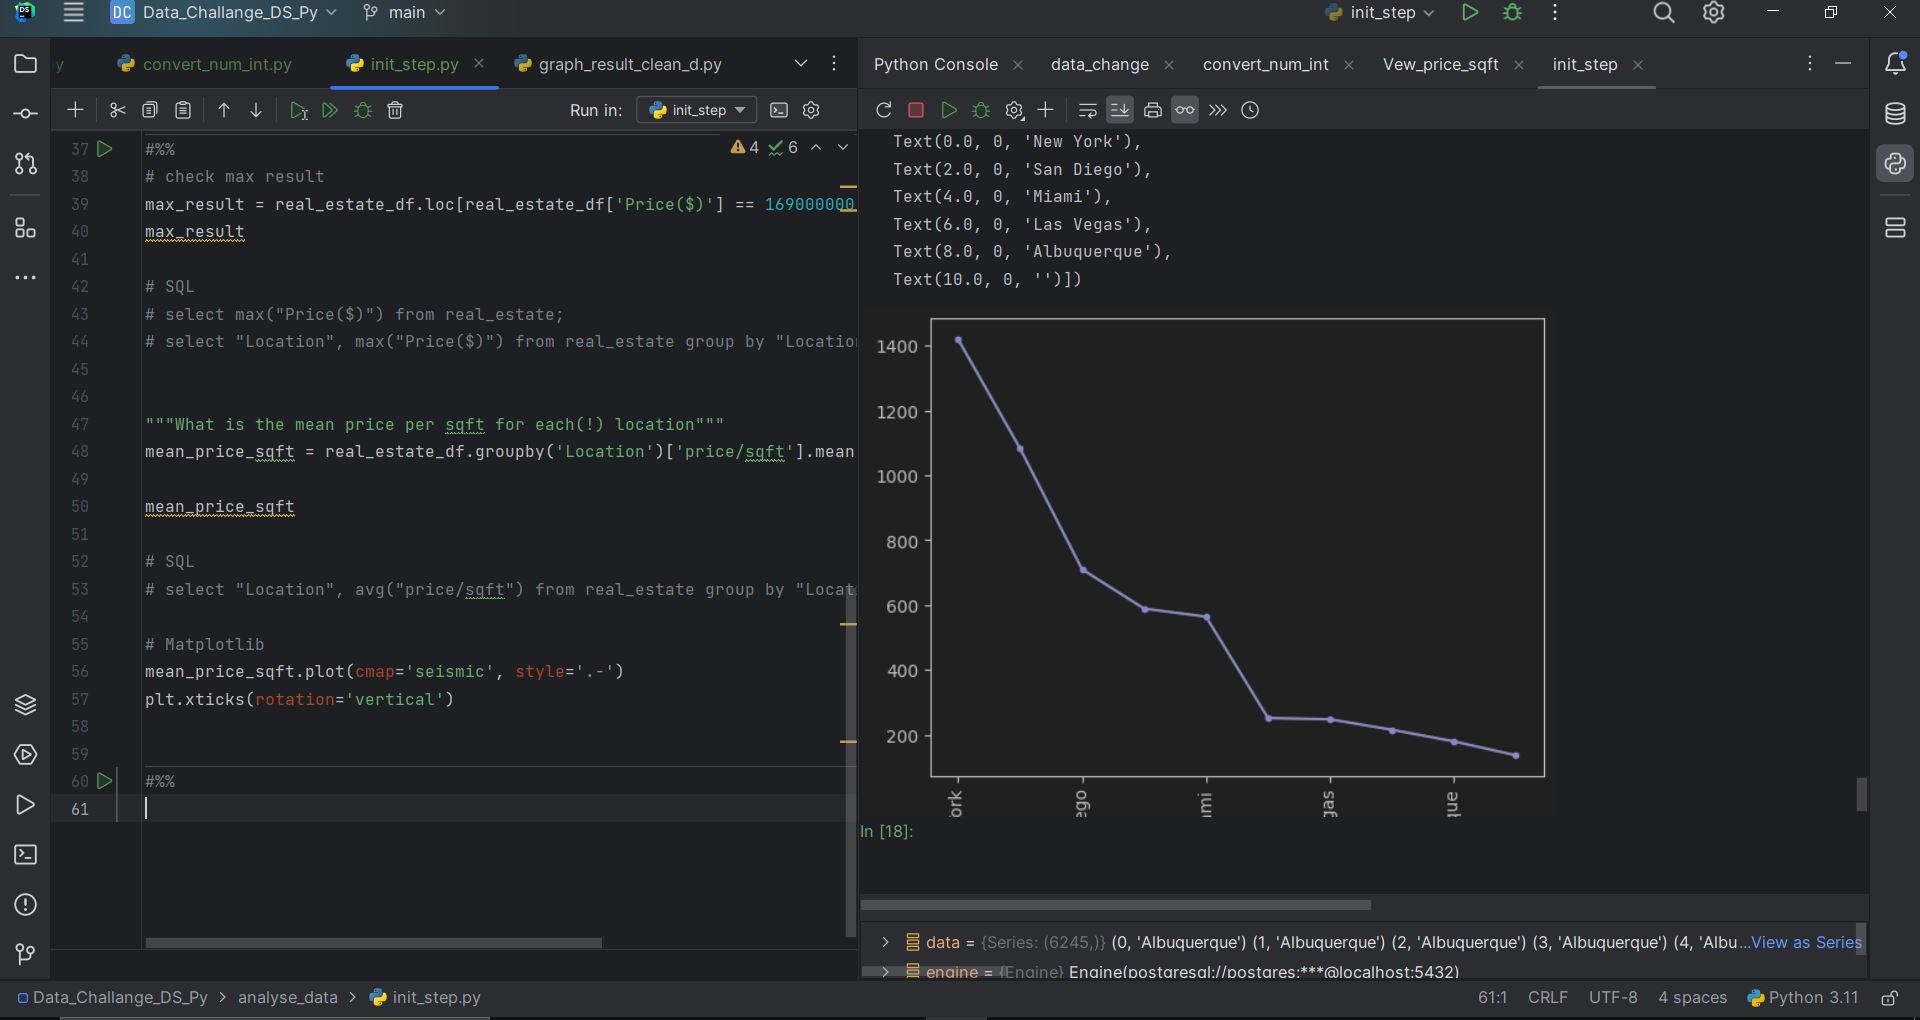 DC Data_Challange_DS_Py main init_step
y convert_num_int.py init_step.py graph_result_clean_d.py
Run in: init_step
4 6
37 #%%
38 # check max result
39 max_result = real_estate_df.loc[real_estate_df['Price($)'] == 169000000
40 max_result
41
42 # SQL
43 # select max("Price($)") from real_estate;
44 # select "Location", max("Price($)") from real_estate group by "Locatio
45
46
47 """What is the mean price per sqft for each(!) location"""
48 mean_price_sqft = real_estate_df.groupby('Location')['price/sqft'].mean
49
50 mean_price_sqft
51
52 # SQL
53 # select "Location", avg("price/sqft") from real_estate group by "Locat
54
55 # Matplotlib
56 mean_price_sqft.plot(cmap='seismic', style='.-')
57 plt.xticks(rotation='vertical')
58
59
60 #%%
61
Python Console data_change convert_num_int Vew_price_sqft init_step
Text(0.0, 0, 'New York'),
Text(2.0, 0, 'San Diego'),
Text(4.0, 0, 'Miami'),
Text(6.0, 0, 'Las Vegas'),
Text(8.0, 0, 'Albuquerque'),
Text(10.0, 0, '')])
1400
1200
1000
800
600
400
200
ork ego ami gas que
In [18]:
data = {Series: (6245,)} (0, 'Albuquerque') (1, 'Albuquerque') (2, 'Albuquerque') (3, 'Albuquerque') (4, 'Albu...View as Series
engine = {Engine} Engine(postgresql://postgres:***@localhost:5432)
Data_Challange_DS_Py > analyse_data > init_step.py 61:1 CRLF UTF-8 4 spaces Python 3.11